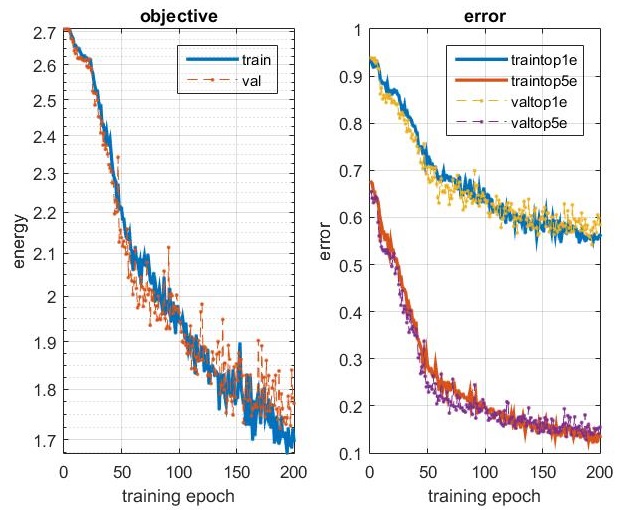 objective
2.7
2.6
2.5
2.4
2.3
2.2
2.1
2
1.9
1.8
1.7
energy
train
val
0 50 100 150 200
training epoch
error
1
0.9
0.8
0.7
0.6
0.5
0.4
0.3
0.2
0.1
error
traintop1e
traintop5e
valtop1e
valtop5e
0 50 100 150 200
training epoch